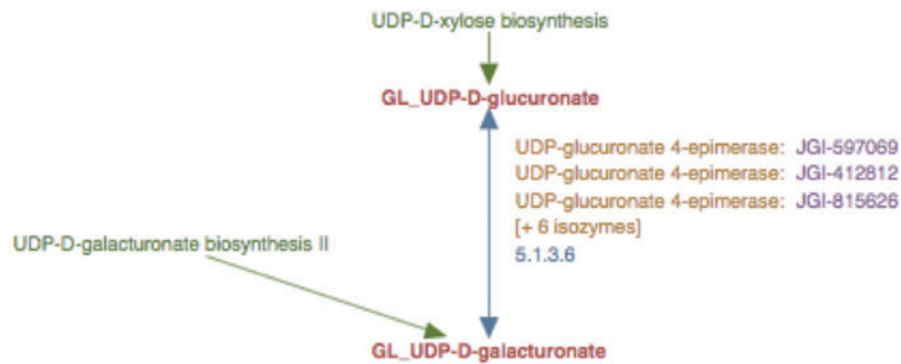 UDP-D-xylose biosynthesis
GL_UDP-D-glucuronate
UDP-glucuronate 4-epimerase: JGI-597069
UDP-glucuronate 4-epimerase: JGI-412812
UDP-glucuronate 4-epimerase: JGI-815626
[+ 6 isozymes]
UDP-D-galacturonate biosynthesis II
5.1.3.6
GL_UDP-D-galacturonate